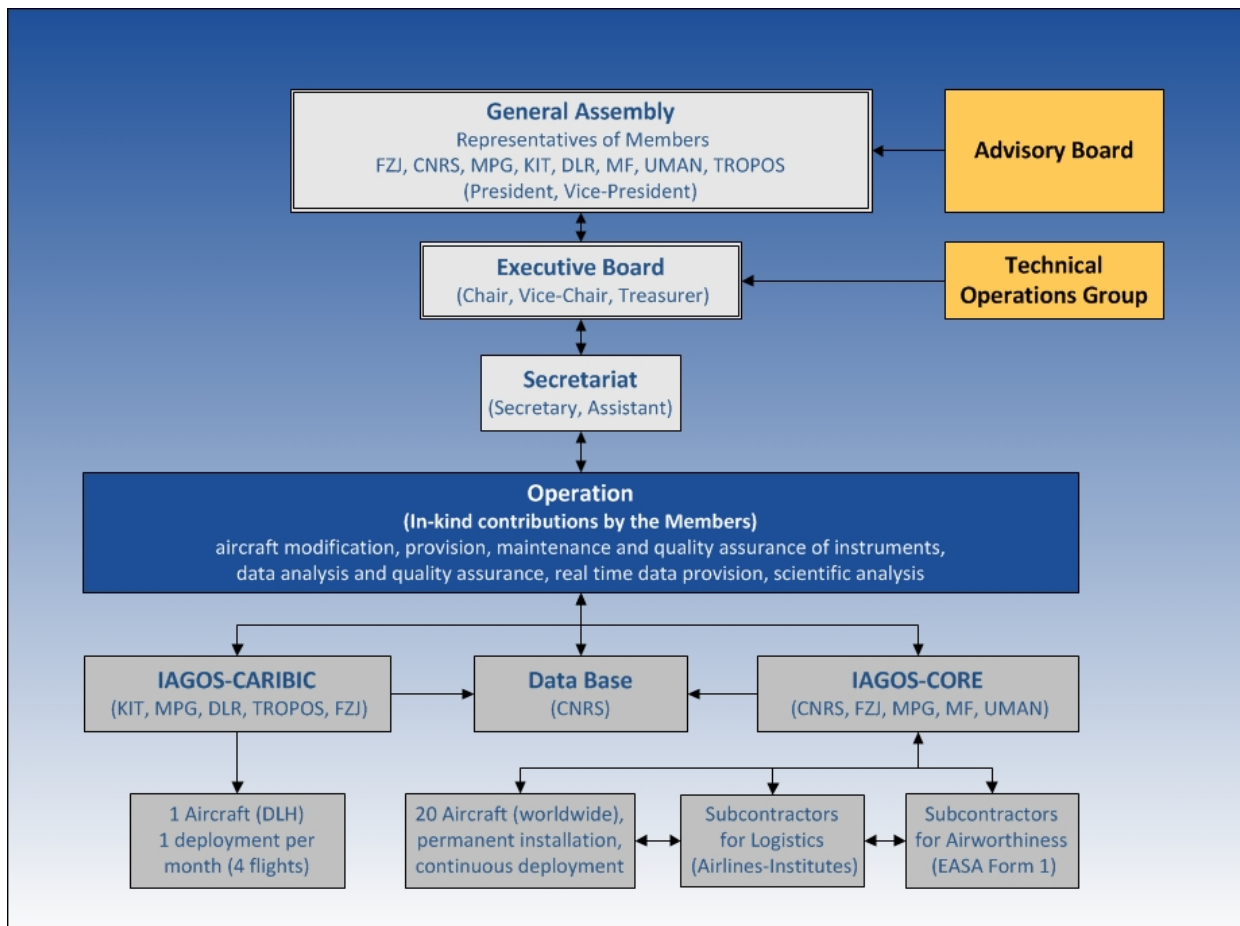 General Assembly
Representatives of Members
FZJ, CNRS, MPG, KIT, DLR, MF, UMAN, TROPOS
(President, Vice-President)
Advisory Board
Executive Board
(Chair, Vice-Chair, Treasurer)
Technical
Operations Group
Secretariat
(Secretary, Assistant)
Operation
(In-kind contributions by the Members)
aircraft modification, provision, maintenance and quality assurance of instruments,
data analysis and quality assurance, real time data provision, scientific analysis
IAGOS-CARIBIC
(KIT, MPG, DLR, TROPOS, FZJ)
Data Base
(CNRS)
IAGOS-CORE
(CNRS, FZJ, MPG, MF, UMAN)
1 Aircraft (DLH)
1 deployment per
month (4 flights)
20 Aircraft (worldwide),
permanent installation,
continuous deployment
Subcontractors
for Logistics
(Airlines-Institutes)
Subcontractors
for Airworthiness
(EASA Form 1)